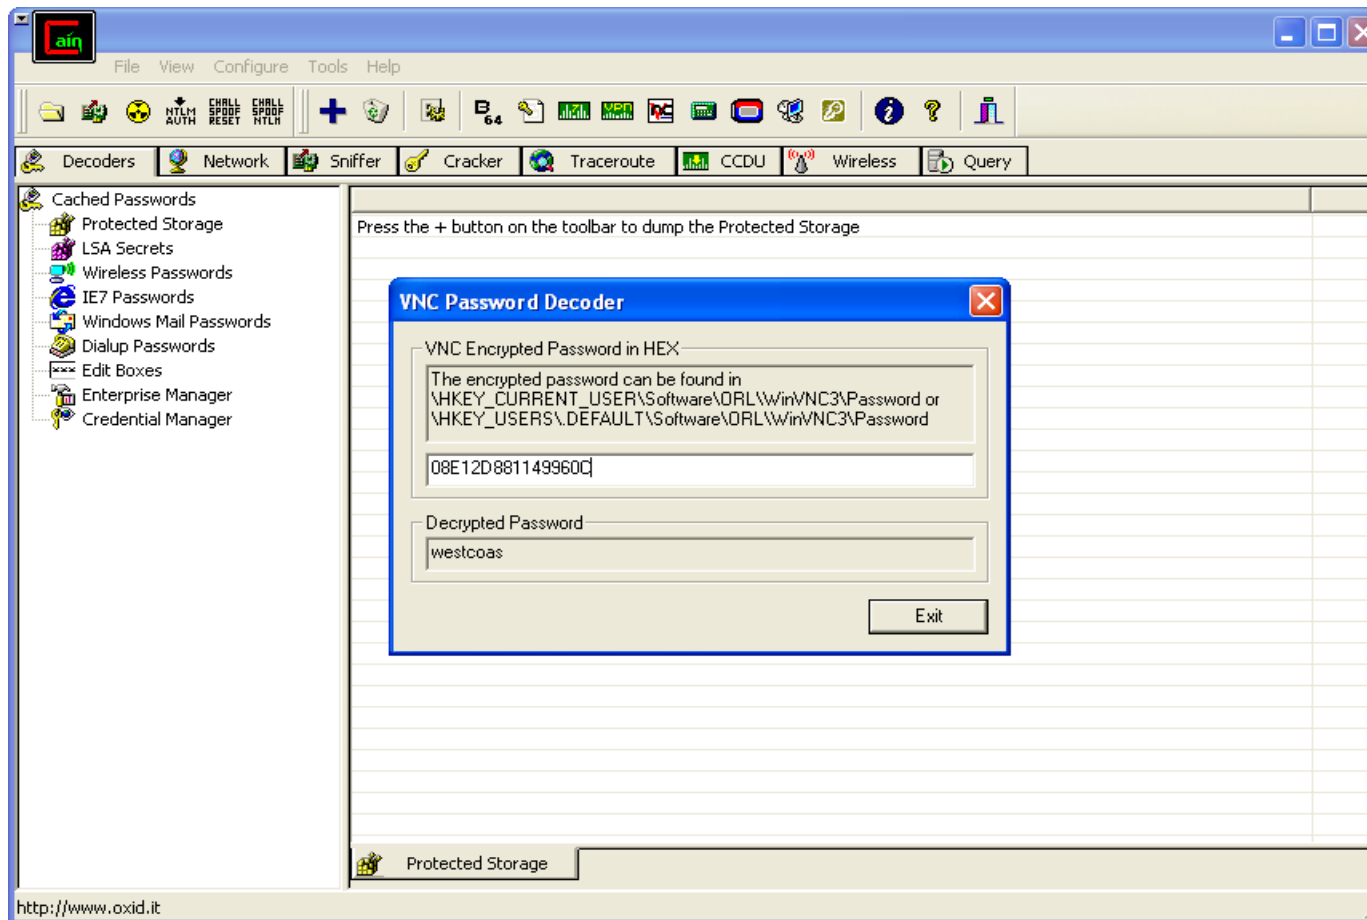 Cain
File View Configure Tools Help
NTLM AUTH CHALL SPOOF RESET CHALL SPOOF NTLM B 64 VPN
Decoders Network Sniffer Cracker Traceroute CCDU Wireless Query
Cached Passwords
Protected Storage
LSA Secrets
Wireless Passwords
IE7 Passwords
Windows Mail Passwords
Dialup Passwords
Edit Boxes
Enterprise Manager
Credential Manager
Press the + button on the toolbar to dump the Protected Storage
VNC Password Decoder
VNC Encrypted Password in HEX
The encrypted password can be found in
\HKEY_CURRENT_USER\Software\ORL\WinVNC3\Password or
\HKEY_USERS\.DEFAULT\Software\ORL\WinVNC3\Password
08E12D881149960C
Decrypted Password
westcoas
Exit
Protected Storage
http://www.oxid.it